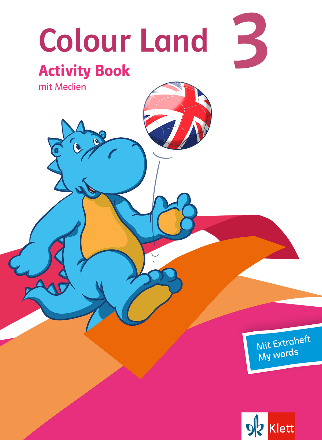 Colour Land 3
Activity Book
mit Medien
Mit Extraheft
My words
Klett